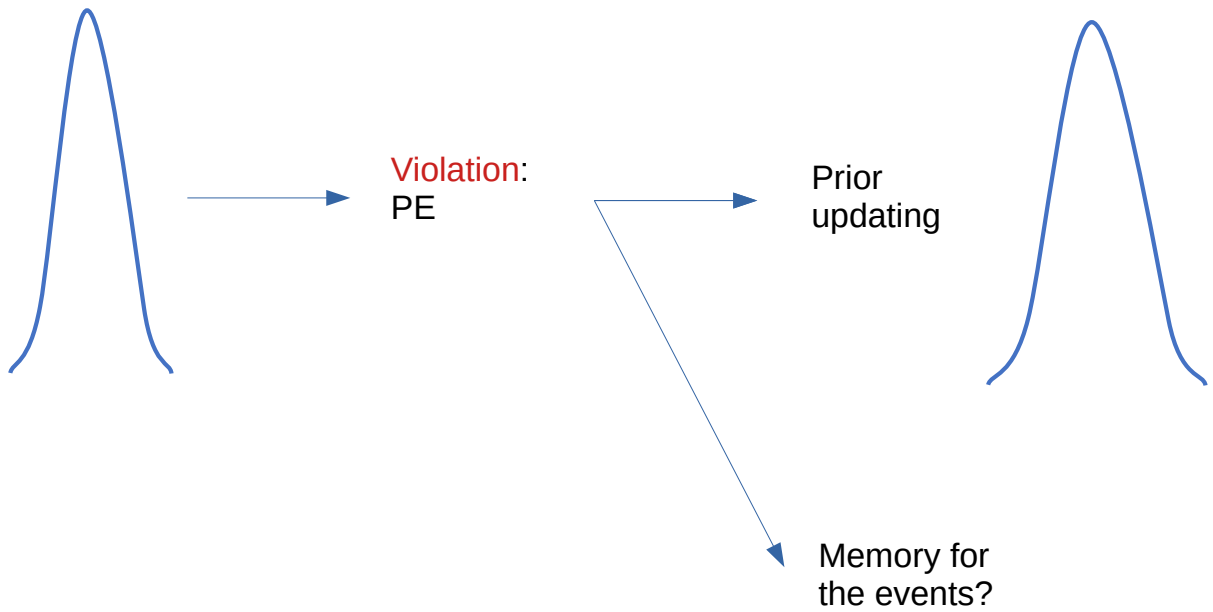 Violation:
PE
Prior
updating
Memory for
the events?